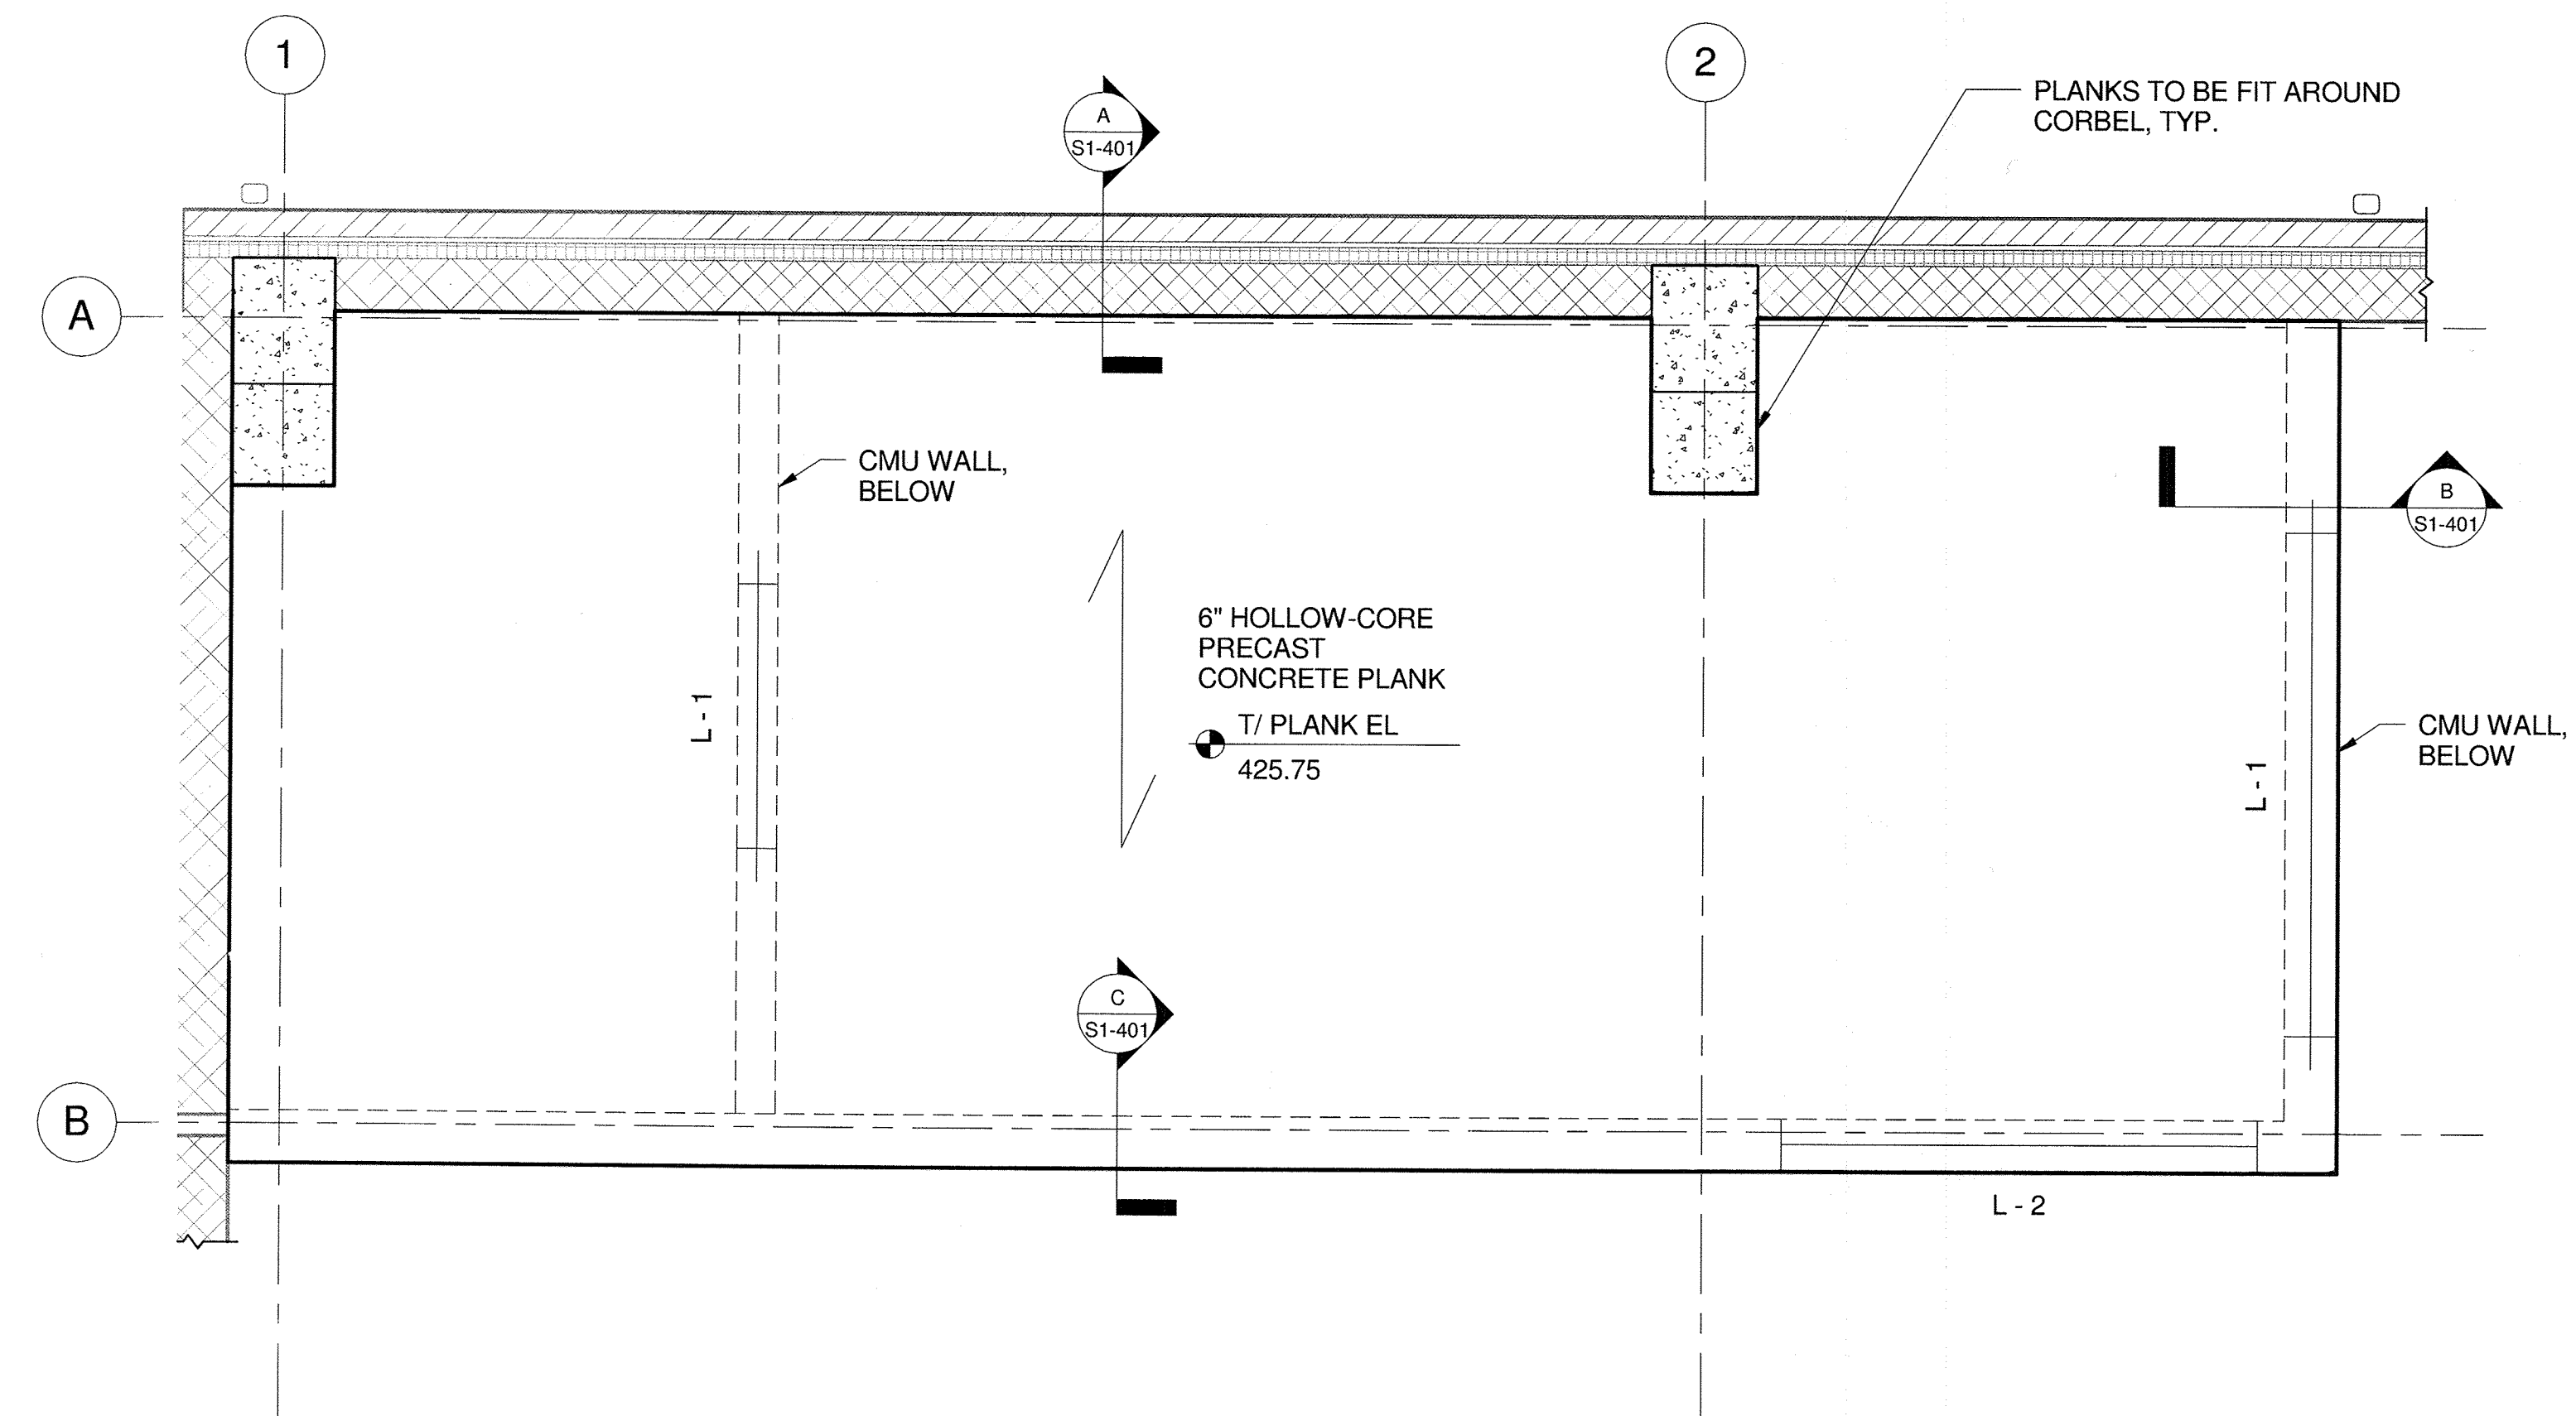 1
2
A
S1-401
PLANKS TO BE FIT AROUND
CORBEL, TYP.
A
CMU WALL,
BELOW
B
S1-401
6" HOLLOW-CORE
PRECAST
CONCRETE PLANK
T/ PLANK EL
425.75
L - 1
L - 1
CMU WALL,
BELOW
C
S1-401
B
L - 2